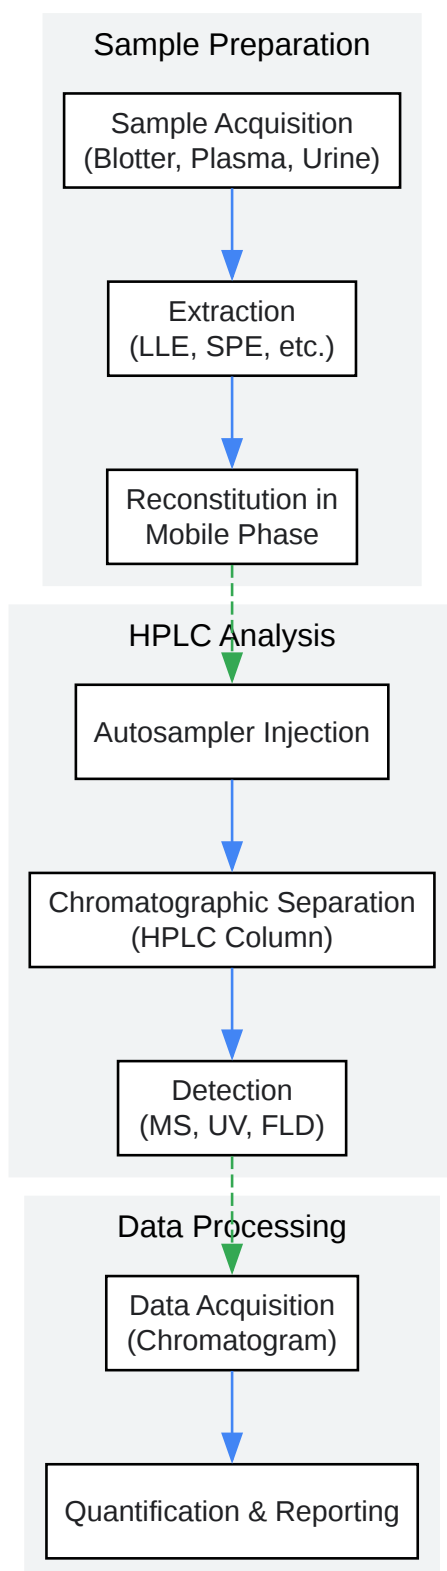 Sample Preparation
Sample Acquisition
(Blotter, Plasma, Urine)
Extraction
(LLE, SPE, etc.)
Reconstitution in
Mobile Phase
HPLC Analysis
Autosampler Injection
Chromatographic Separation
(HPLC Column)
Detection
(MS, UV, FLD)
Data Processing
Data Acquisition
(Chromatogram)
Quantification & Reporting